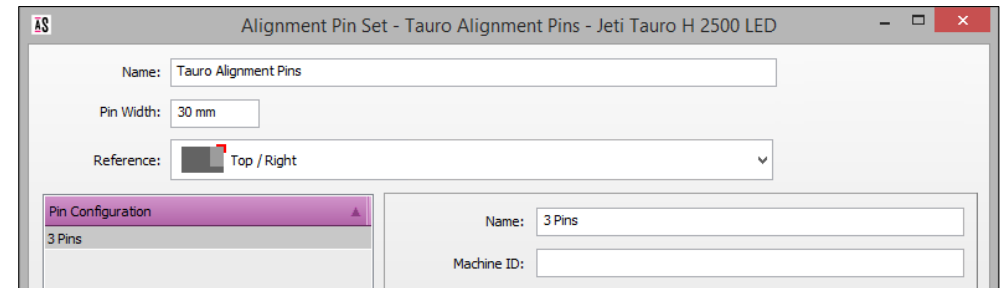 AS Alignment Pin Set - Tauro Alignment Pins - Jeti Tauro H 2500 LED
Name: Tauro Alignment Pins
Pin Width: 30 mm
Reference: Top / Right
Pin Configuration
3 Pins
Name: 3 Pins
Machine ID: